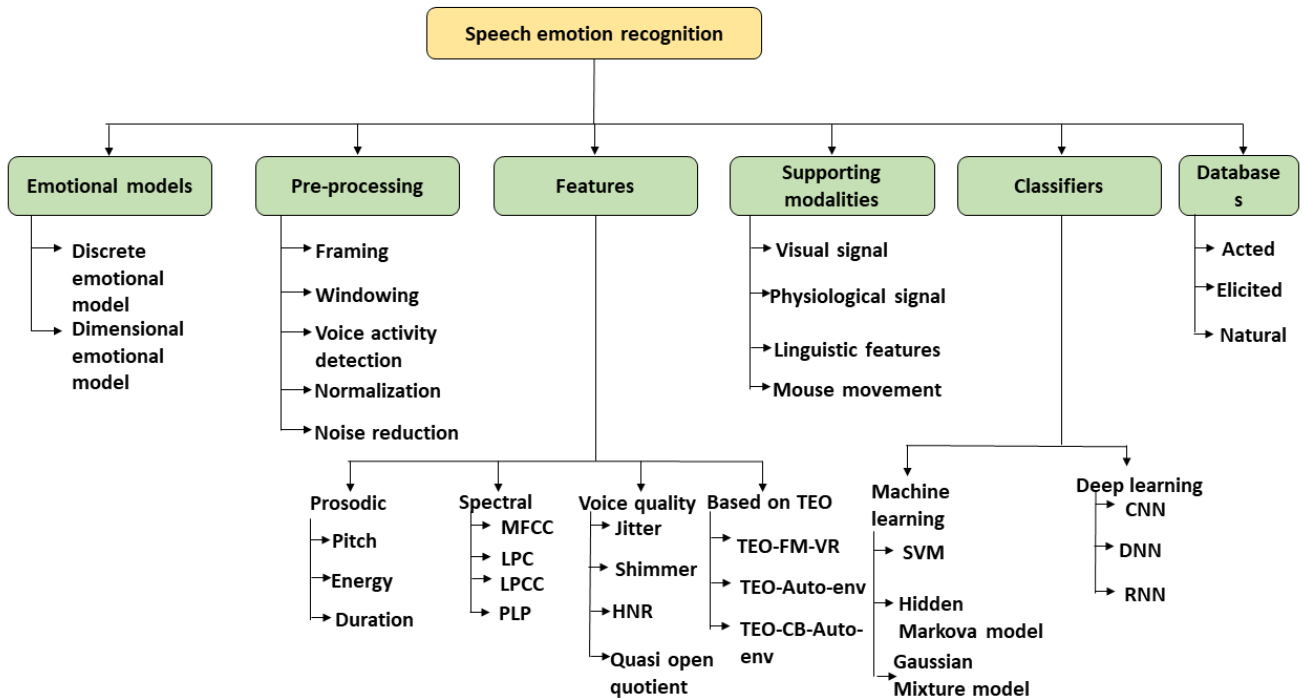 Speech emotion recognition
Emotional models
Pre-processing
Features
Supporting
modalities
Classifiers
Database
s
Discrete
emotional
model
Dimensional
emotional
model
Framing
Windowing
Voice activity
detection
Normalization
Noise reduction
Visual signal
Physiological signal
Linguistic features
Mouse movement
Acted
Elicited
Natural
Prosodic
Pitch
Energy
Duration
Spectral
MFCC
LPC
LPCC
PLP
Voice quality
Jitter
Shimmer
HNR
Quasi open
quotient
Based on TEO
TEO-FM-VR
TEO-Auto-env
TEO-CB-Auto-
env
Machine
learning
SVM
Hidden
Markova model
Gaussian
Mixture model
Deep learning
CNN
DNN
RNN